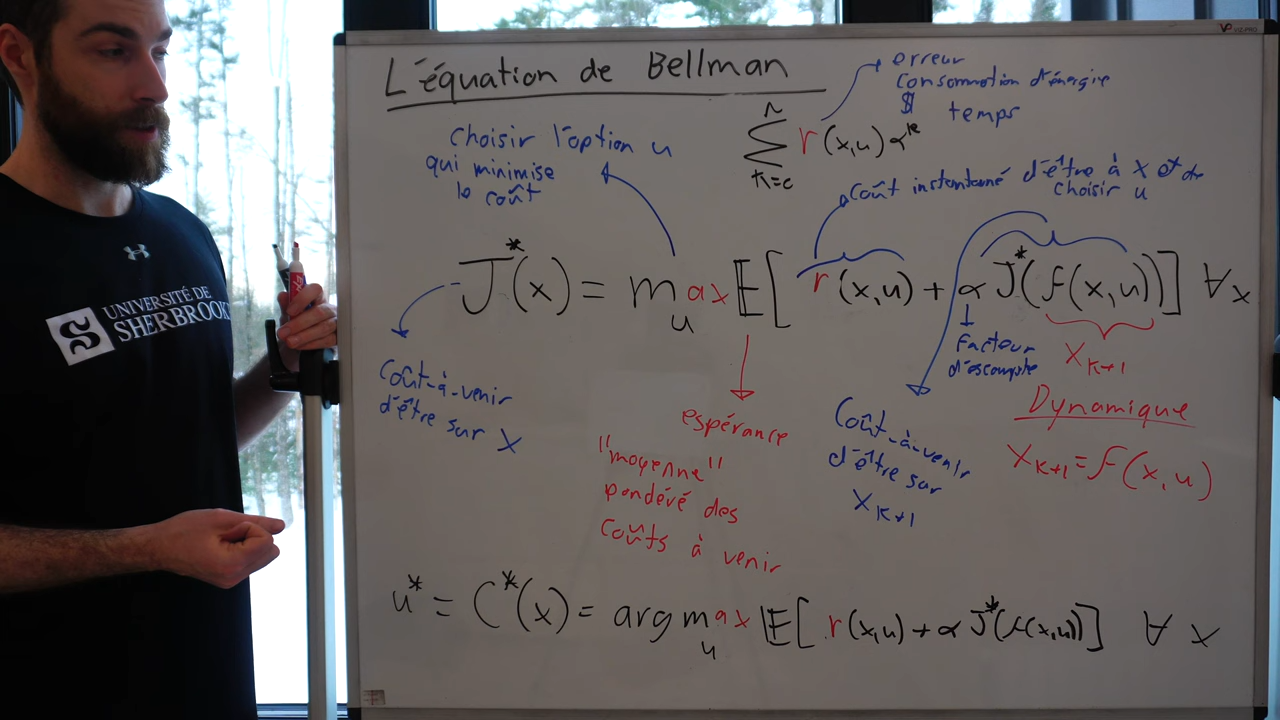 L'équation de Bellman
erreur
consommation d'énergie
$
temps
N
∑ r(x,u) α^k
k=0
choisir l'option u
qui minimise
le coût
coût instantanné d'être à x et de
choisir u
J*(x) = max E[ r(x,u) + α J*(f(x,u)) ] ∀x
u
Facteur
d'escompte
x_{k+1}
Coût-à-venir
d'être sur x
espérance
"moyenne"
pondéré des
coûts à venir
Coût-à-venir
d'être sur
x_{k+1}
Dynamique
x_{k+1} = f(x,u)
u* = C*(x) = arg max E[ r(x,u) + α J*(f(x,u)) ] ∀ x
u
UNIVERSITÉ DE
SHERBROOK